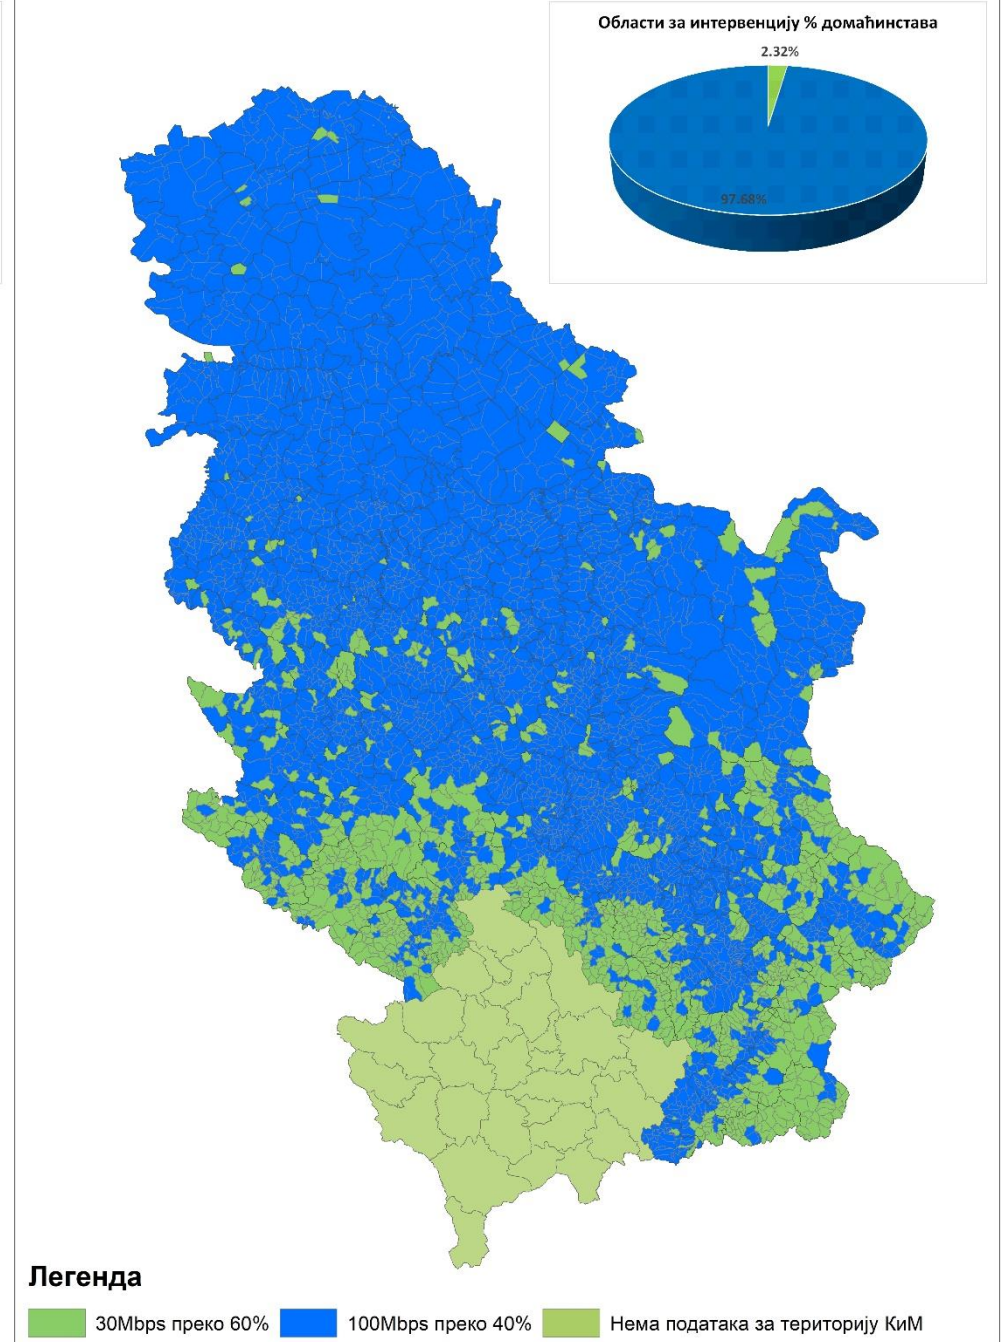 Области за интервенцију % домаћинстава
2.32%
97.68%
Легенда
30Mbps преко 60%
100Mbps преко 40%
Нема података за територију КиМ